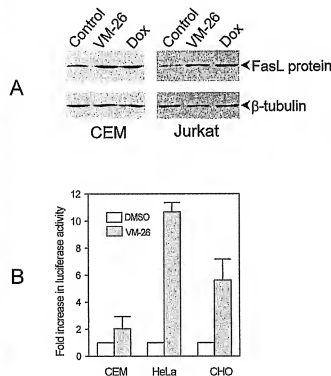 Control VM-26 Dox Control VM-26 Dox
FasL protein
A
β-tubulin
CEM Jurkat
12
10
8
6
4
2
0
Fold increase in luciferase activity
DMSO
VM-26
B
CEM HeLa CHO